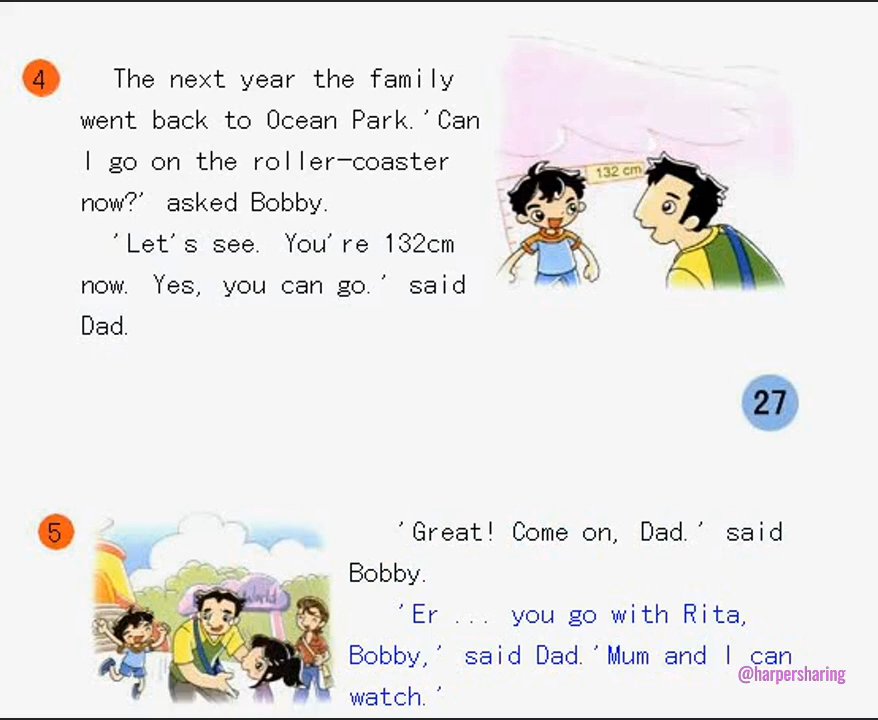 4
The next year the family
went back to Ocean Park. 'Can
I go on the roller-coaster
now?' asked Bobby.
'Let's see. You're 132cm
now. Yes, you can go.' said
Dad.
132 cm
27
5
'Great! Come on, Dad.' said
Bobby.
'Er ... you go with Rita,
Bobby,' said Dad. 'Mum and I can
watch.'
World
@harpersharing